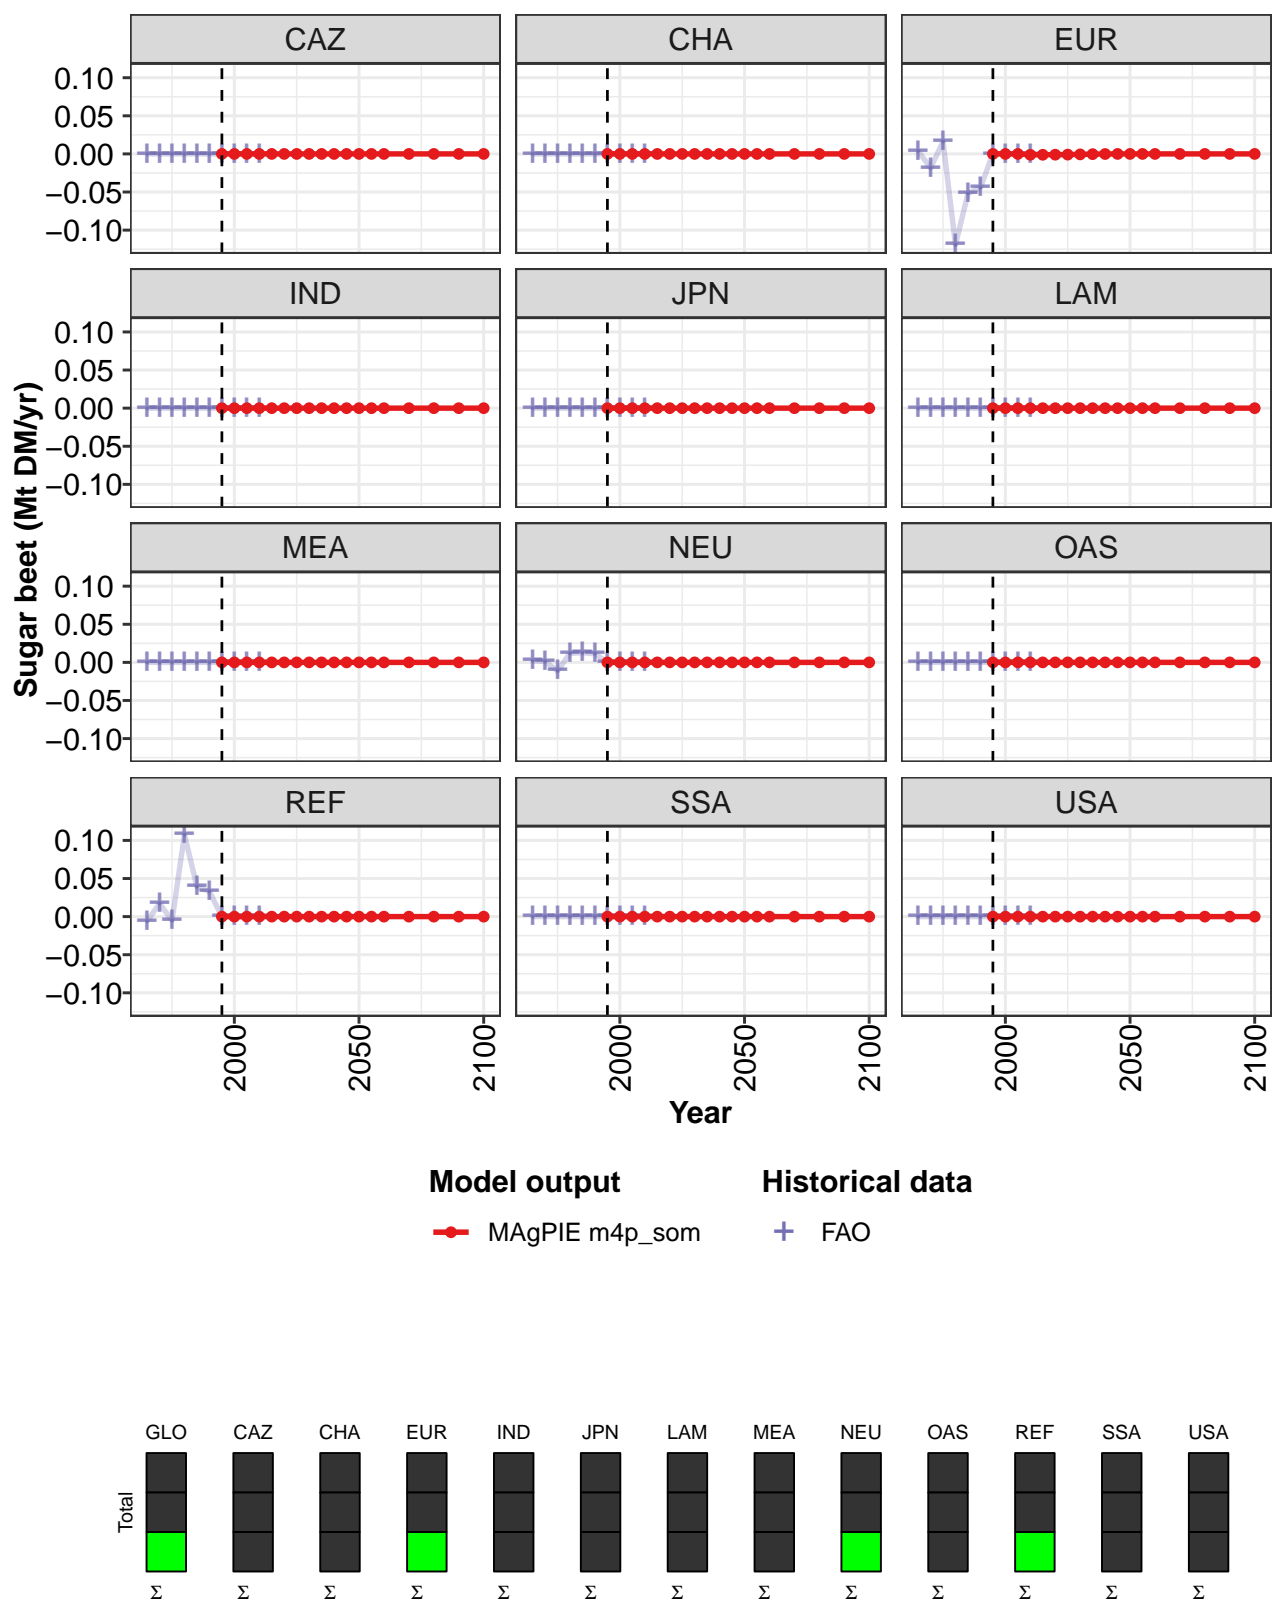 CAZ CHA EUR
0.10
0.05
0.00
−0.05
−0.10
IND JPN LAM
0.10
0.05
0.00
−0.05
−0.10
MEA NEU OAS
0.10
0.05
0.00
−0.05
−0.10
REF SSA USA
0.10
0.05
0.00
−0.05
−0.10
Sugar beet (Mt DM/yr)
2000 2050 2100 2000 2050 2100 2000 2050 2100
Year
Model output Historical data
MAgPIE m4p_som FAO
GLO CAZ CHA EUR IND JPN LAM MEA NEU OAS REF SSA USA
Total
Σ Σ Σ Σ Σ Σ Σ Σ Σ Σ Σ Σ Σ